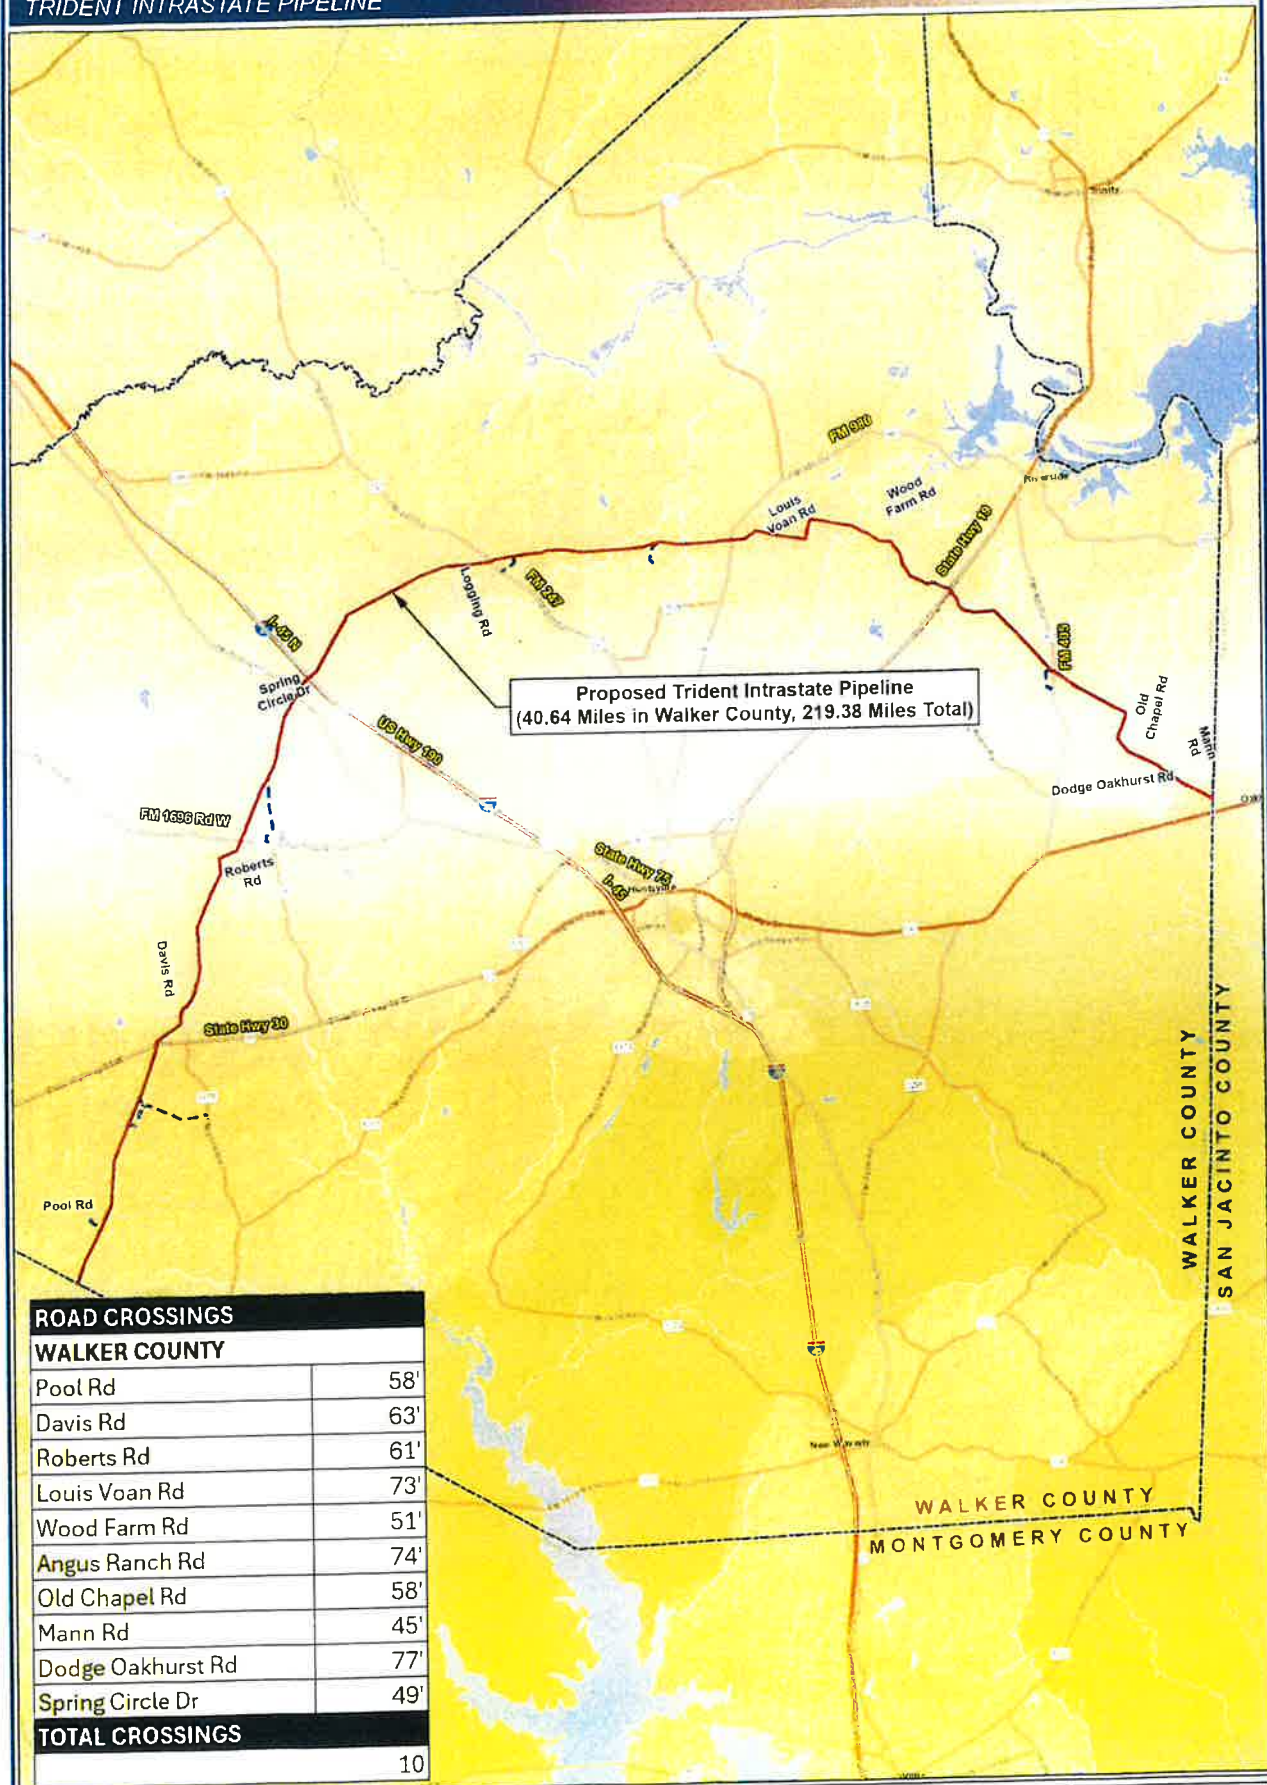 TRIDENT INTRASTATE PIPELINE
Trinity
FM 980
Riverside
Wood
Farm Rd
Louis
Voan Rd
State Hwy 19
FM 247
Logging Rd
I-45 N
Spring
Circle Dr
FM 405
Proposed Trident Intrastate Pipeline
(40.64 Miles in Walker County, 219.38 Miles Total)
Old
Chapel Rd
Mann
Rd
US Hwy 190
Dodge Oakhurst Rd
FM 1696 Rd W
Roberts
Rd
State Hwy 75
I-45
Huntsville
Davis Rd
State Hwy 30
WALKER COUNTY
SAN JACINTO COUNTY
Pool Rd
New Waverly
WALKER COUNTY
MONTGOMERY COUNTY
ROAD CROSSINGS
WALKER COUNTY
Pool Rd 58'
Davis Rd 63'
Roberts Rd 61'
Louis Voan Rd 73'
Wood Farm Rd 51'
Angus Ranch Rd 74'
Old Chapel Rd 58'
Mann Rd 45'
Dodge Oakhurst Rd 77'
Spring Circle Dr 49'
TOTAL CROSSINGS
10